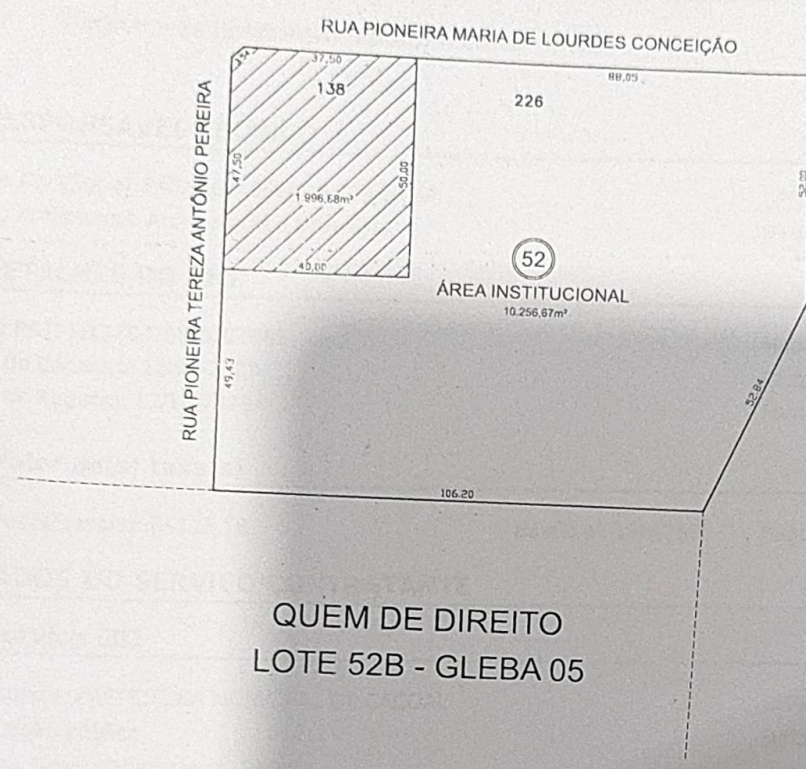 RUA PIONEIRA MARIA DE LOURDES CONCEIÇÃO
37,50
88,05
138
226
RUA PIONEIRA TEREZA ANTÔNIO PEREIRA
47,50
50,00
1.996,68m²
52
40,00
ÁREA INSTITUCIONAL
10.256,67m²
49,43
52,84
106,20
QUEM DE DIREITO
LOTE 52B - GLEBA 05